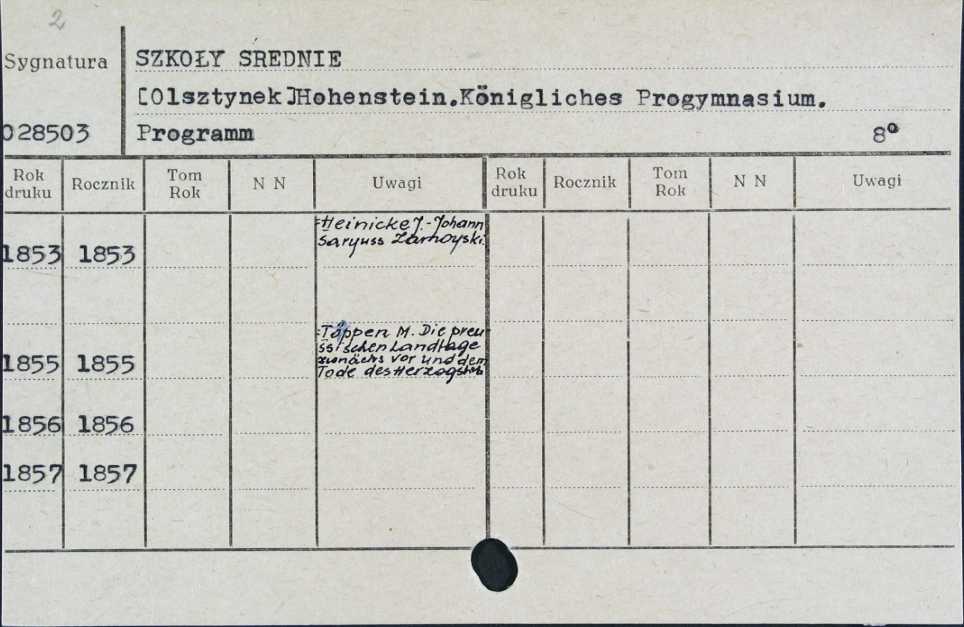 2
Sygnatura
SZKOŁY ŚREDNIE
[Olsztynek]Hohenstein.Königliches Progymnasium.
028503
Programm
8°
Rok druku Rocznik Tom Rok N N Uwagi Rok druku Rocznik Tom Rok N N Uwagi
=Heinicke J.-Johann
1853 1853 Saryuss Zamoyski.
=Töppen M. Die preu-
ssischen Landtage
zunächs vor und dem
1855 1855 Tode des Herzogs
1856 1856
1857 1857